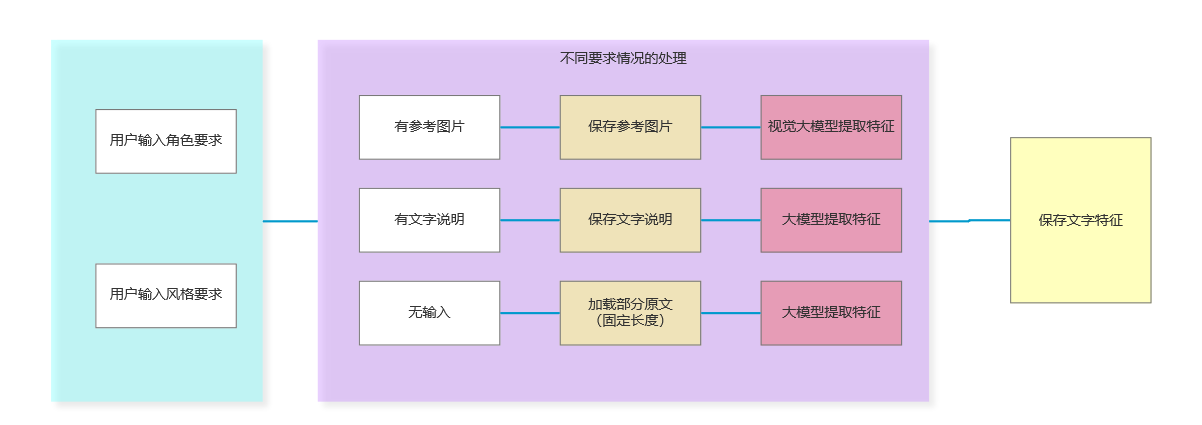 用户输入角色要求
用户输入风格要求
不同要求情况的处理
有参考图片
保存参考图片
视觉大模型提取特征
有文字说明
保存文字说明
大模型提取特征
无输入
加载部分原文
（固定长度）
大模型提取特征
保存文字特征